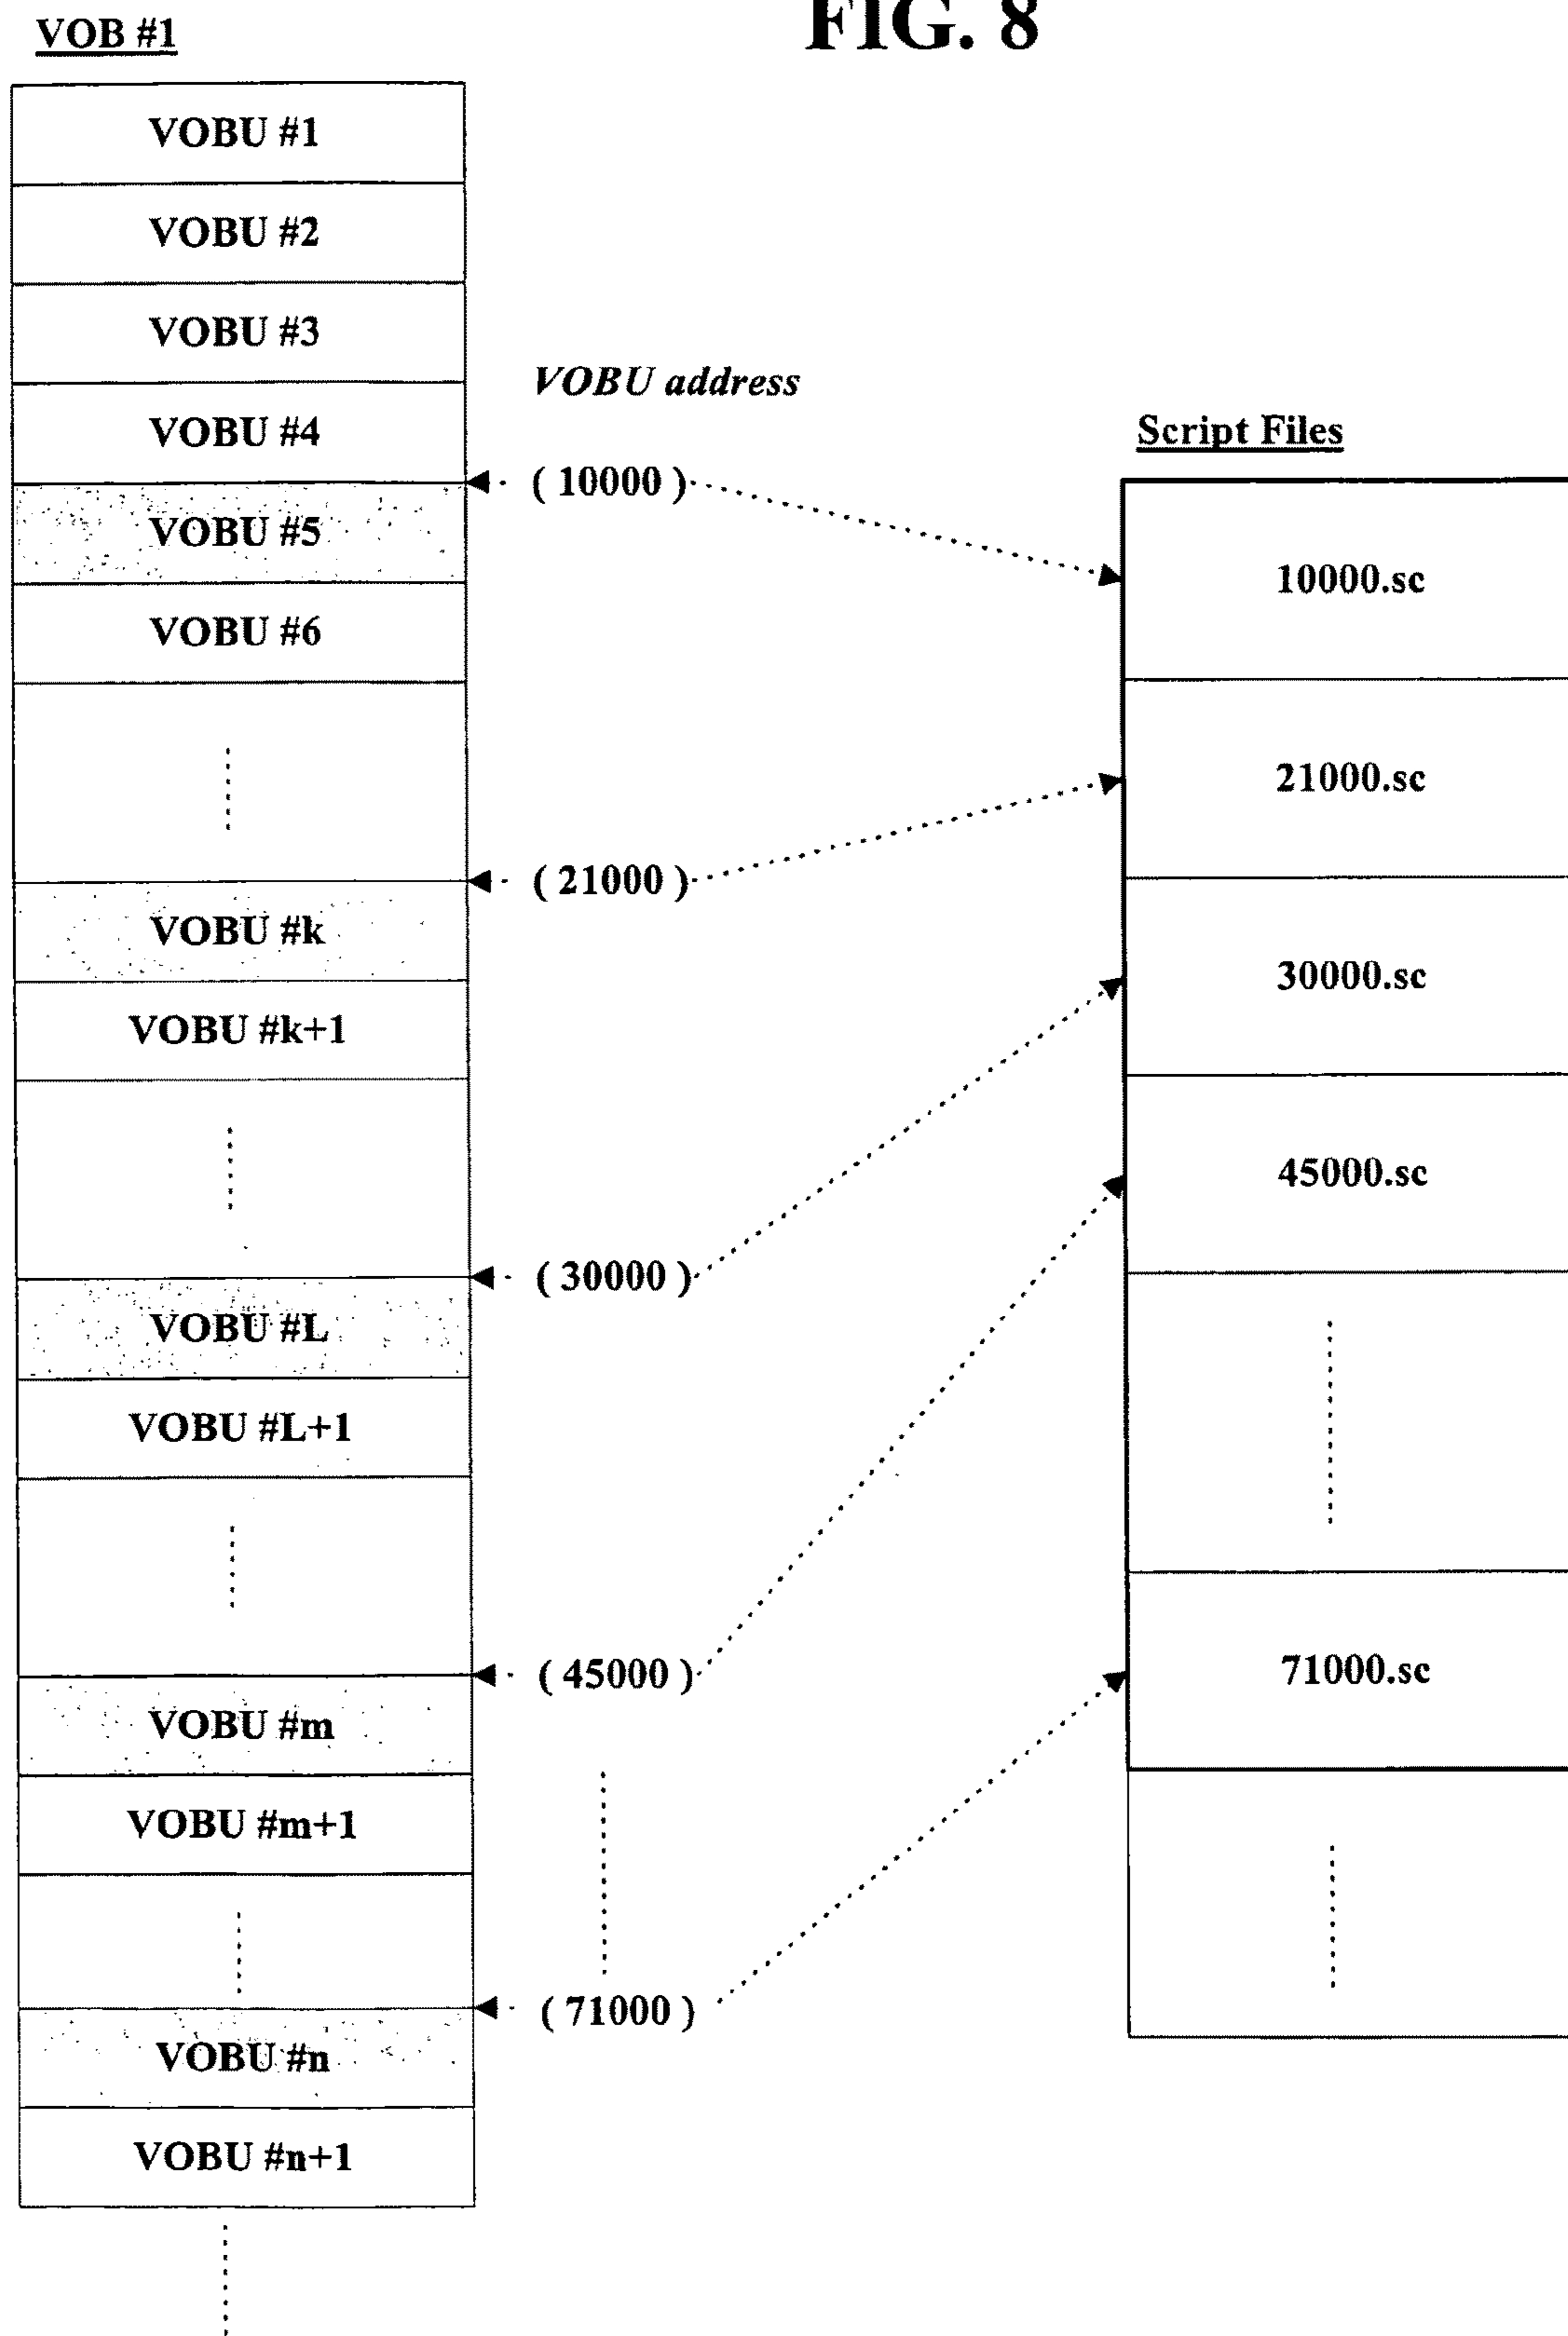 FIG. 8
VOB #1
VOBU #1
VOBU #2
VOBU #3
VOBU #4
VOBU #5
VOBU #6
VOBU #k
VOBU #k+1
VOBU #L
VOBU #L+1
VOBU #m
VOBU #m+1
VOBU #n
VOBU #n+1
VOBU address
( 10000 )
( 21000 )
( 30000 )
( 45000 )
( 71000 )
Script Files
10000.sc
21000.sc
30000.sc
45000.sc
71000.sc